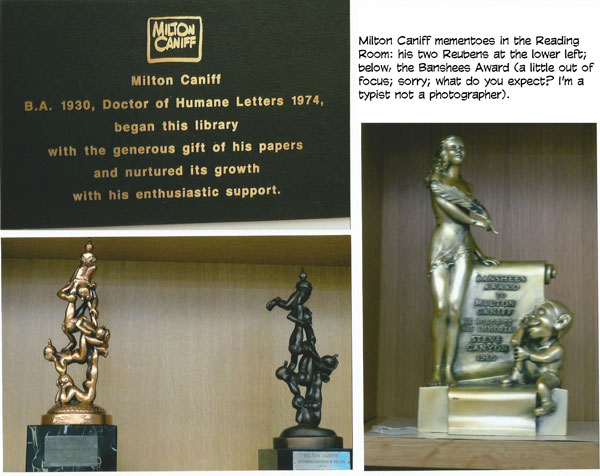 MILTON
CANIFF
Milton Caniff
B.A. 1930, Doctor of Humane Letters 1974,
began this library
with the generous gift of his papers
and nurtured its growth
with his enthusiastic support.
Milton Caniff mementoes in the Reading
Room: his two Reubens at the lower left;
below, the Banshees Award (a little out of
focus; sorry; what do you expect? I'm a
typist not a photographer).
BANSHEES
AWARD
TO
MILTON
CANIFF
STEVE
CANYON
MILTON CANIFF